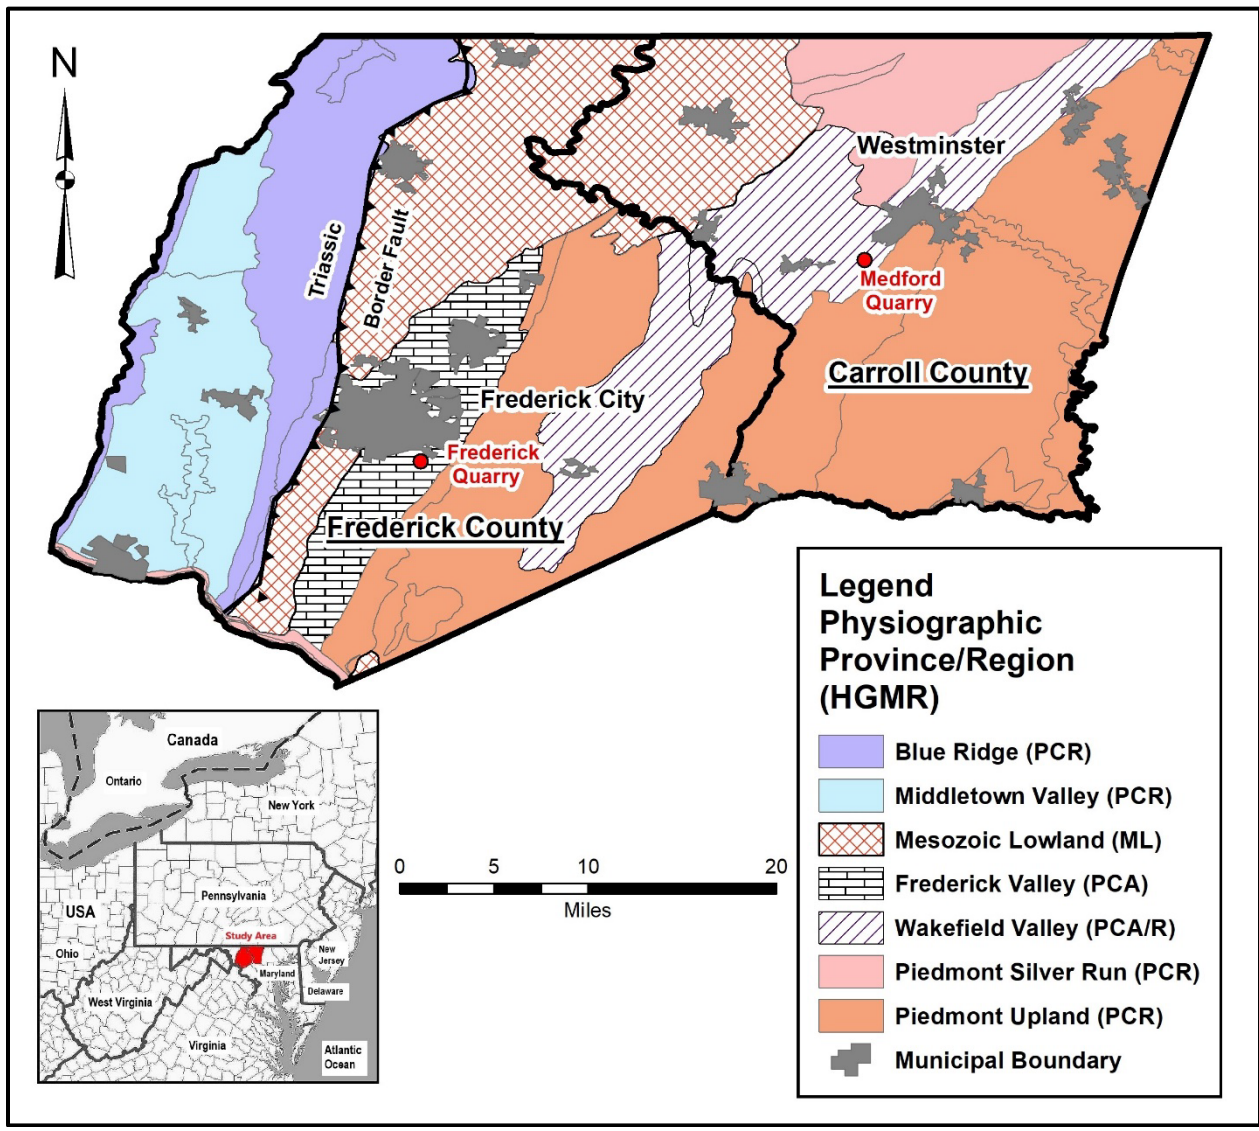 N
Westminster
Triassic
Border Fault
Medford
Quarry
Carroll County
Frederick City
Frederick
Quarry
Frederick County
Legend
Physiographic
Province/Region
(HGMR)
Blue Ridge (PCR)
Middletown Valley (PCR)
Mesozoic Lowland (ML)
Frederick Valley (PCA)
Wakefield Valley (PCA/R)
Piedmont Silver Run (PCR)
Piedmont Upland (PCR)
Municipal Boundary
0 5 10 20
Miles
Canada
Ontario
New York
Pennsylvania
USA
Study Area
Ohio
New
Jersey
Maryland
West Virginia
Delaware
Virginia
Atlantic
Ocean